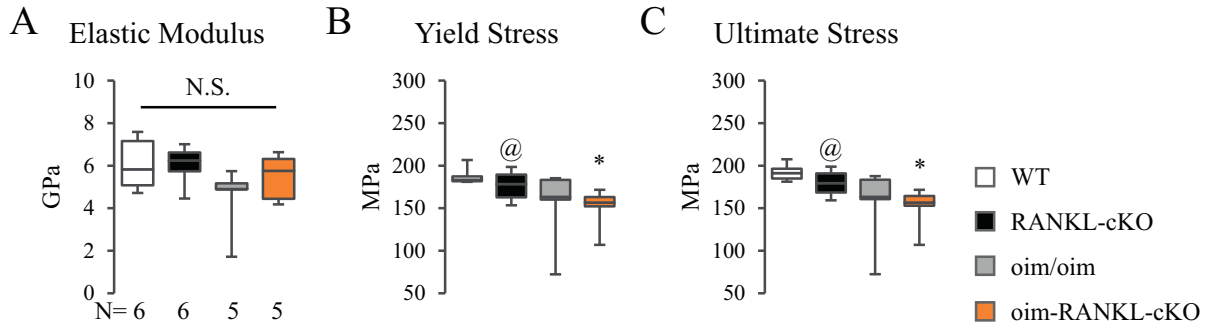 A Elastic Modulus
GPa
10
8
6
4
2
0
N.S.
N= 6 6 5 5
B Yield Stress
MPa
300
250
200
150
100
50
@
*
C Ultimate Stress
MPa
300
250
200
150
100
50
@
*
WT
RANKL-cKO
oim/oim
oim-RANKL-cKO